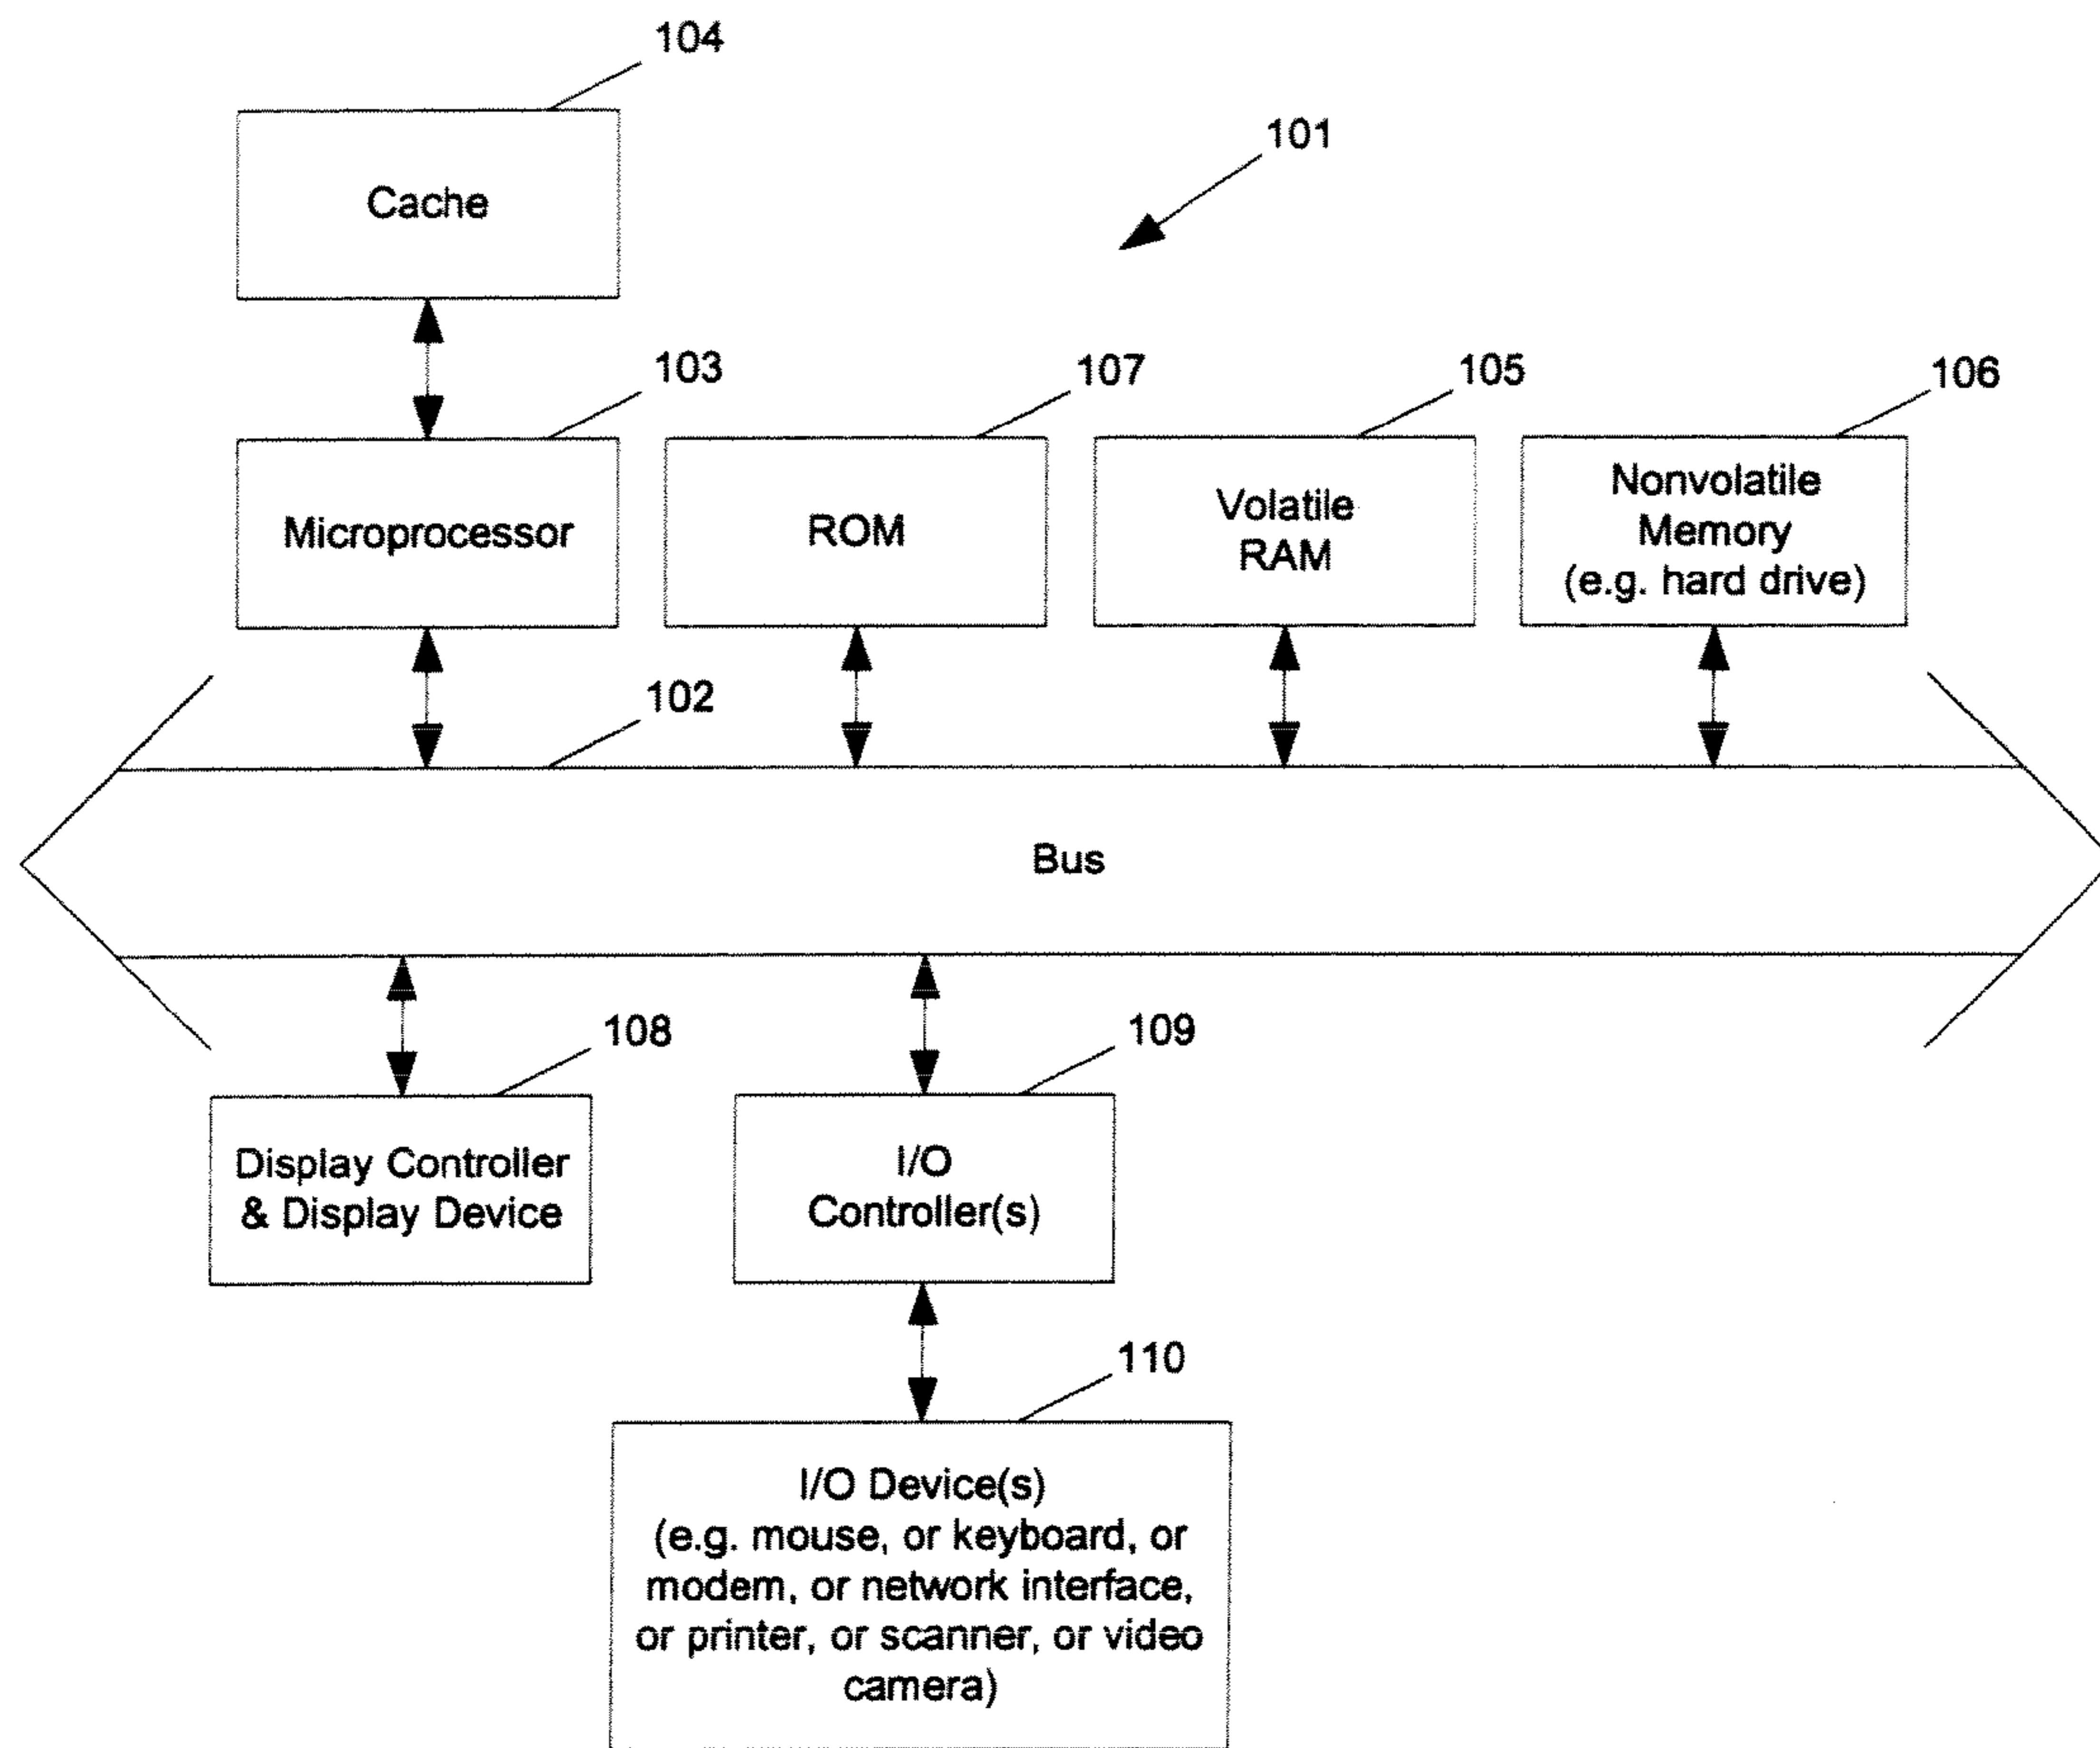 104
101
Cache
103
107
105
106
Microprocessor
ROM
Volatile
RAM
Nonvolatile
Memory
(e.g. hard drive)
102
Bus
108
109
Display Controller
& Display Device
I/O
Controller(s)
110
I/O Device(s)
(e.g. mouse, or keyboard, or
modem, or network interface,
or printer, or scanner, or video
camera)